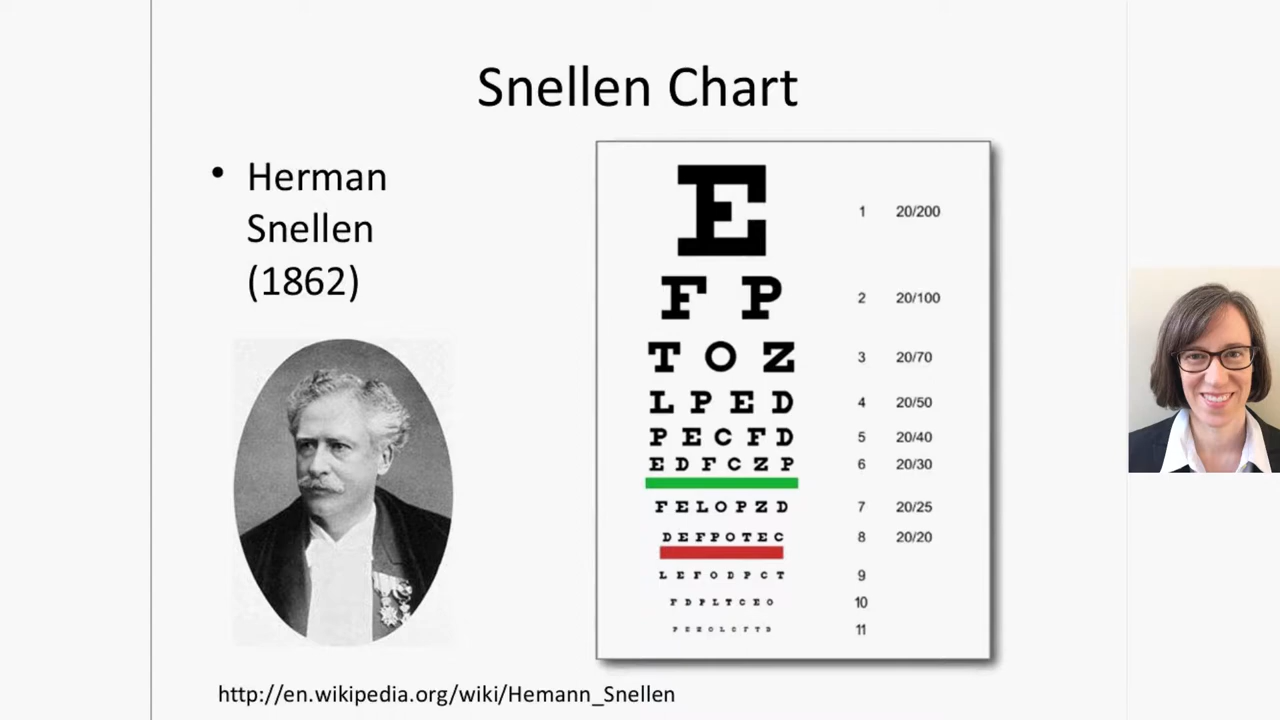 Snellen Chart
• Herman
Snellen
(1862)
E 1 20/200
F P 2 20/100
T O Z 3 20/70
L P E D 4 20/50
P E C F D 5 20/40
E D F C Z P 6 20/30
F E L O P Z D 7 20/25
D E F P O T E C 8 20/20
L E F O D P C T 9
F D P L T C E O 10
P E Z O L C F T D 11
http://en.wikipedia.org/wiki/Hemann_Snellen